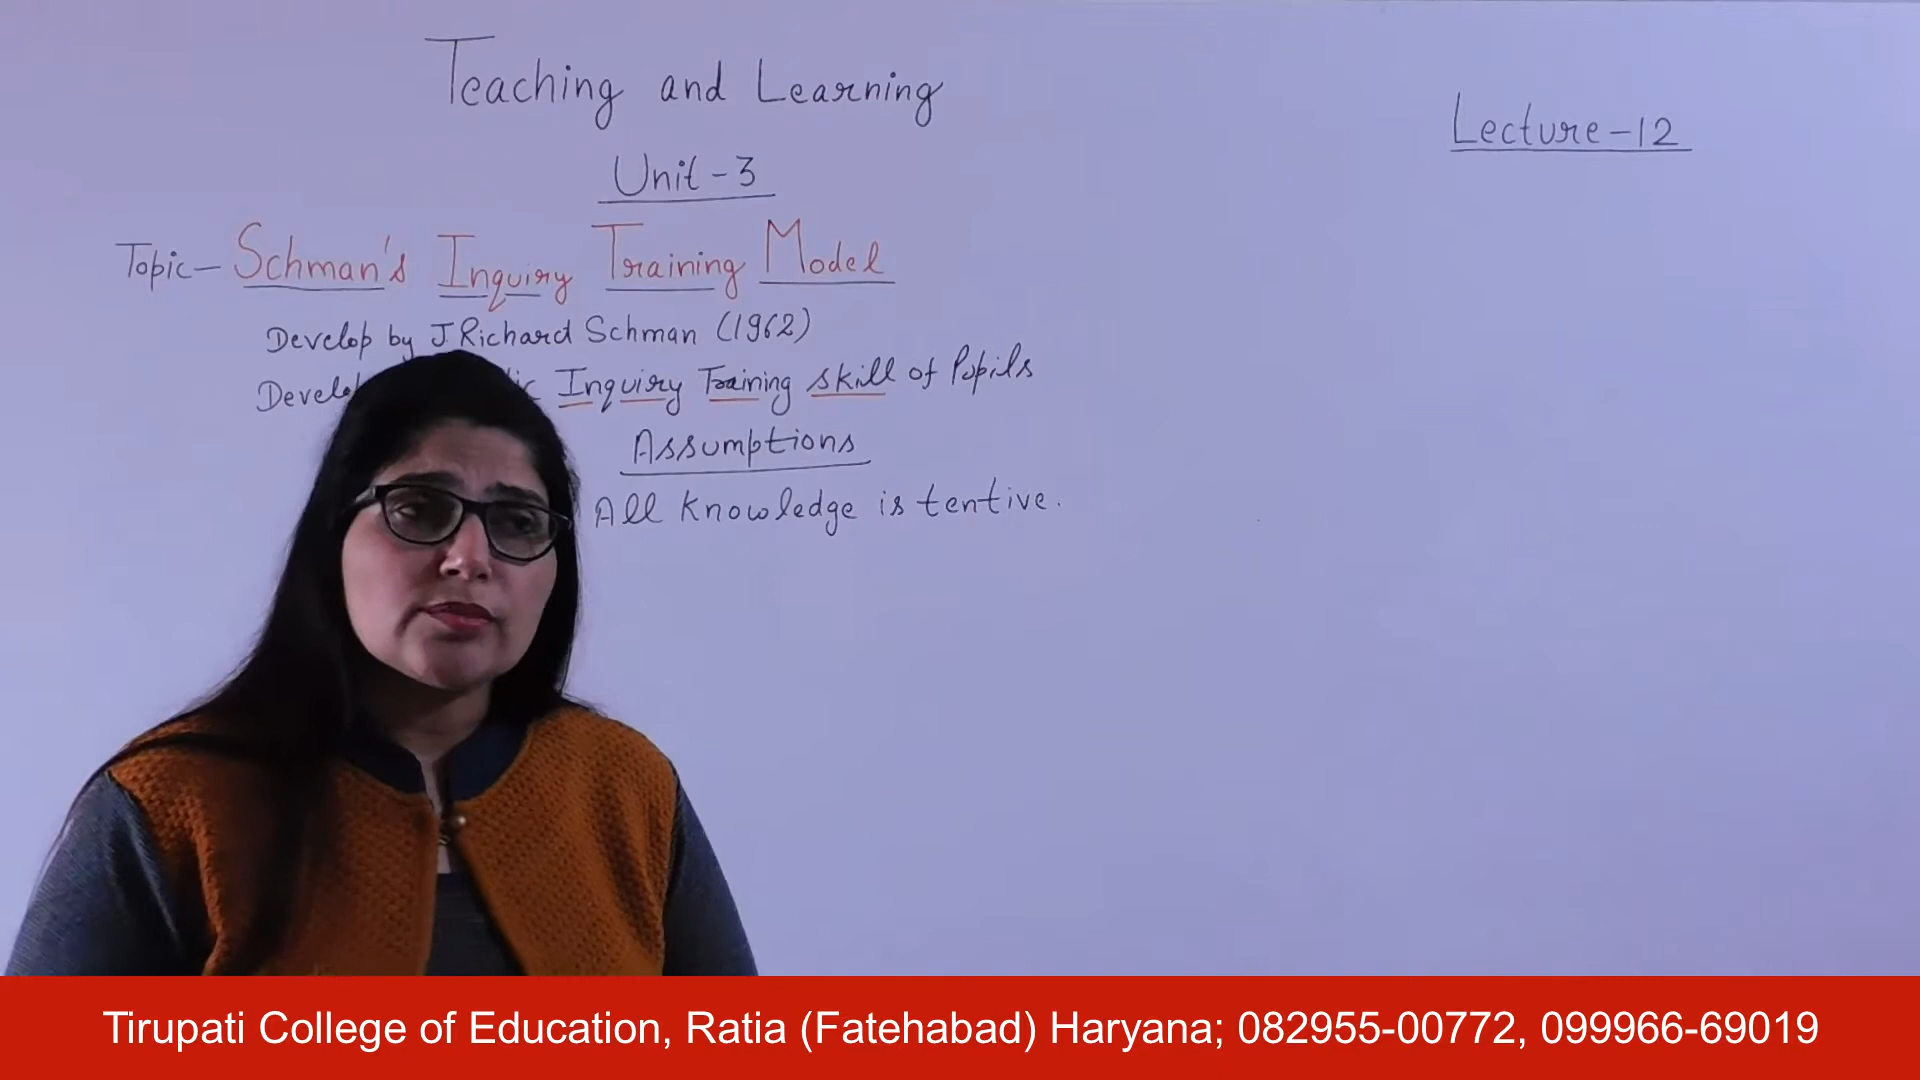 Teaching and Learning
Lecture-12
Unit-3
Topic- Schman's Inquiry Training Model
Develop by J. Richard Schman (1962)
Inquiry Training skill of Pupils
Assumptions
All Knowledge is tentive.
Tirupati College of Education, Ratia (Fatehabad) Haryana; 082955-00772, 099966-69019